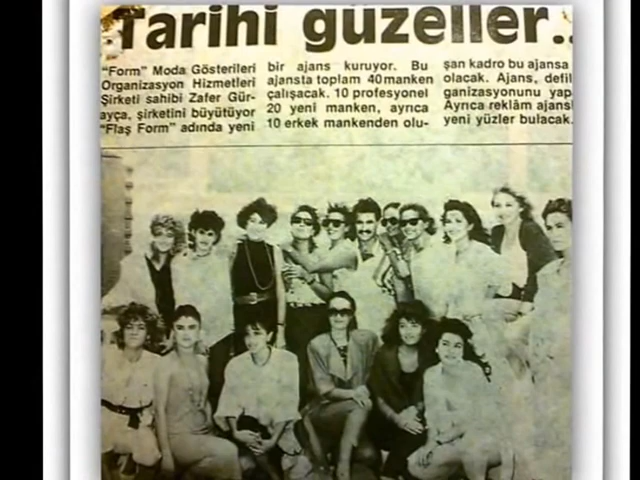 Tarihi güzeller..
"Form" Moda Gösterileri
Organizasyon Hizmetleri
Şirketi sahibi Zafer Gür-
ayça, şirketini büyütüyor
"Flaş Form" adında yeni
bir ajans kuruyor. Bu
ajansta toplam 40 manken
çalışacak. 10 profesyonel
20 yeni manken, ayrıca
10 erkek mankenden olu-
şan kadro bu ajansa
olacak. Ajans, defil
ganizasyonunu yap
Ayrıca reklâm ajans
yeni yüzler bulacak.